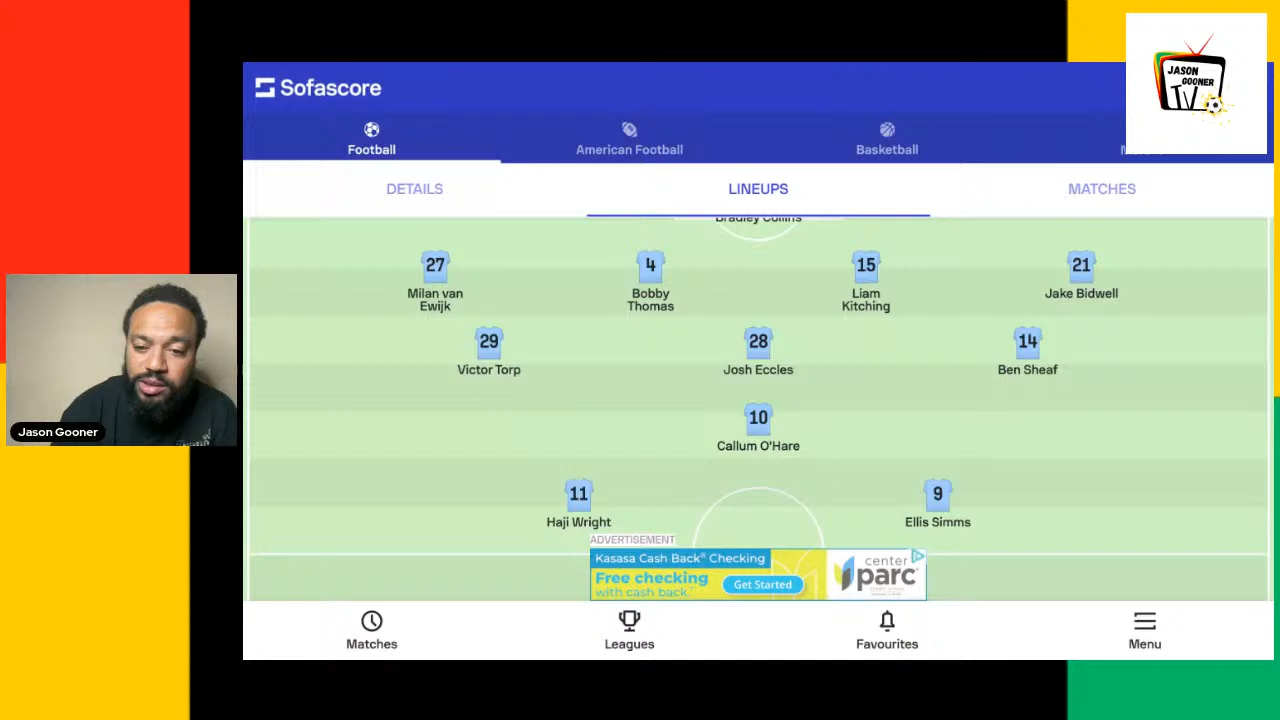 JASON
GOONER
TV
Sofascore
Football
American Football
Basketball
DETAILS
LINEUPS
MATCHES
Bradley Collins
27
4
15
21
Milan van
Ewijk
Bobby
Thomas
Liam
Kitching
Jake Bidwell
29
28
14
Victor Torp
Josh Eccles
Ben Sheaf
10
Callum O'Hare
11
9
Haji Wright
Ellis Simms
ADVERTISEMENT
Kasasa Cash Back® Checking
Free checking
with cash back.
Get Started
center
parc
Jason Gooner
Matches
Leagues
Favourites
Menu